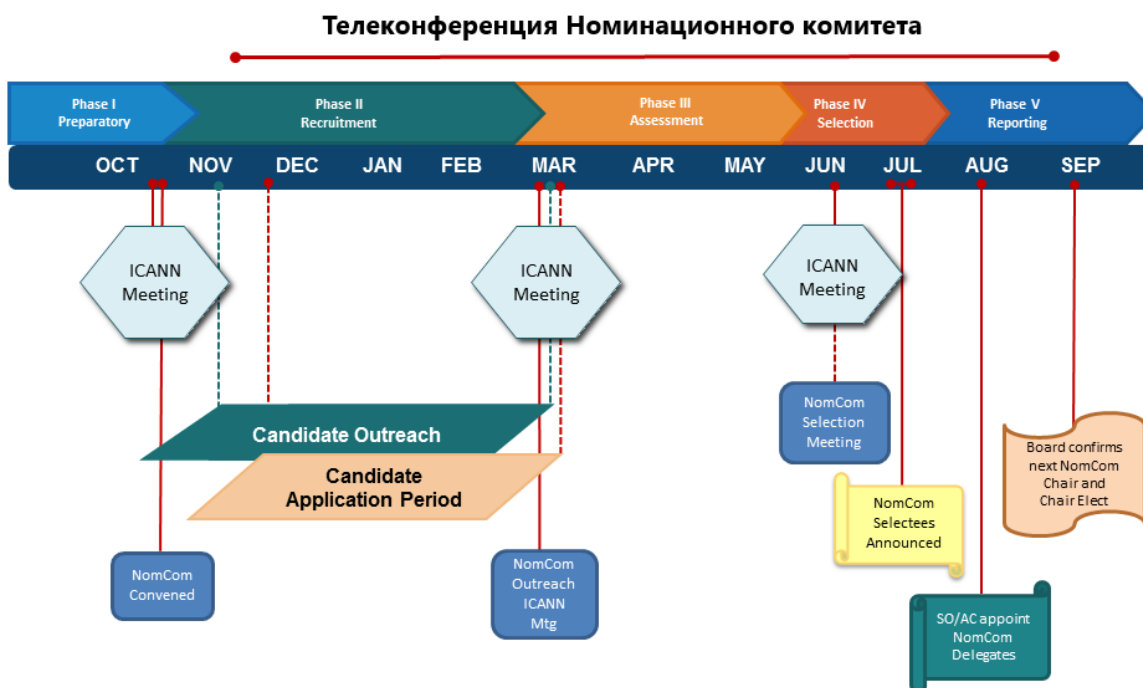 Телеконференция Номинационного комитета
Phase I
Preparatory
Phase II
Recruitment
Phase III
Assessment
Phase IV
Selection
Phase V
Reporting
OCT NOV DEC JAN FEB MAR APR MAY JUN JUL AUG SEP
ICANN
Meeting
ICANN
Meeting
ICANN
Meeting
NomCom
Selection
Meeting
Candidate Outreach
Candidate
Application Period
Board confirms
next NomCom
Chair and
Chair Elect
NomCom
Selectees
Announced
NomCom
Convened
NomCom
Outreach
ICANN
Mtg
SO/AC appoint
NomCom
Delegates